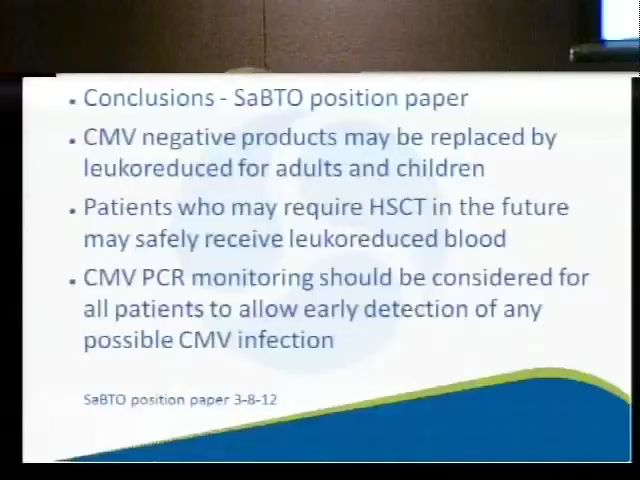 • Conclusions - SaBTO position paper
• CMV negative products may be replaced by
leukoreduced for adults and children
• Patients who may require HSCT in the future
may safely receive leukoreduced blood
• CMV PCR monitoring should be considered for
all patients to allow early detection of any
possible CMV infection
SaBTO position paper 3-8-12